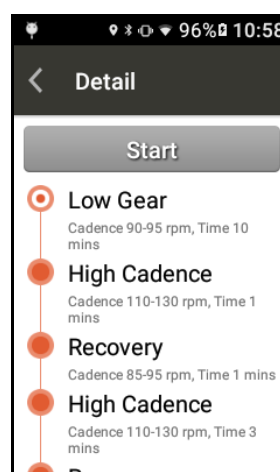 96% 10:58
Detail
Start
Low Gear
Cadence 90-95 rpm, Time 10
mins
High Cadence
Cadence 110-130 rpm, Time 1
mins
Recovery
Cadence 85-95 rpm, Time 1 mins
High Cadence
Cadence 110-130 rpm, Time 3
mins